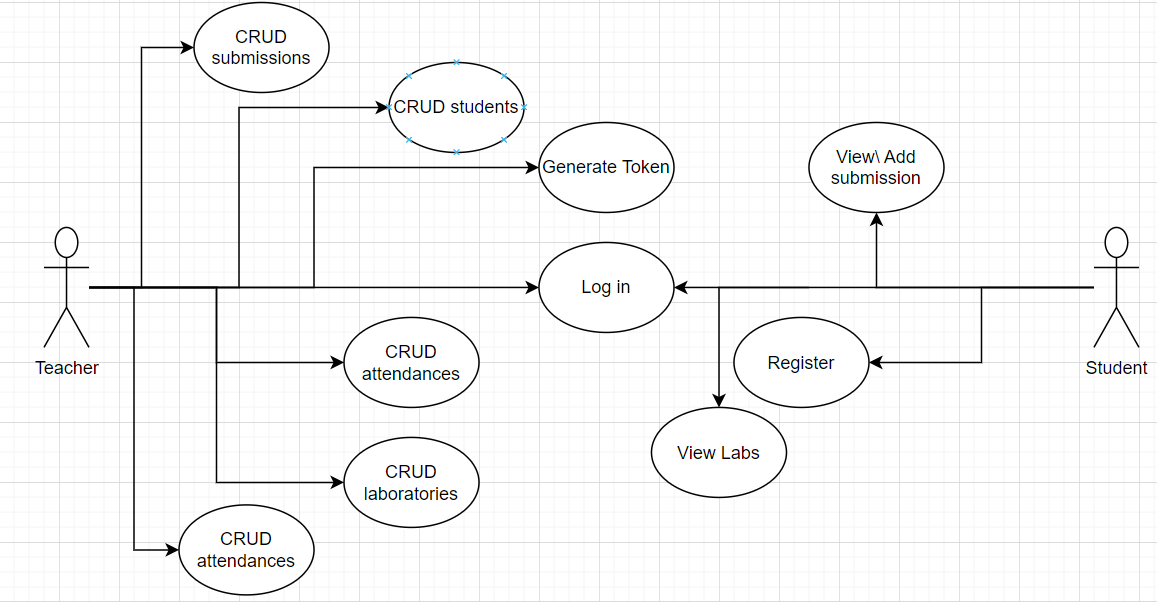 CRUD
submissions
CRUD students
Generate Token
View\ Add
submission
Log in
Teacher
CRUD
attendances
Register
Student
View Labs
CRUD
laboratories
CRUD
attendances